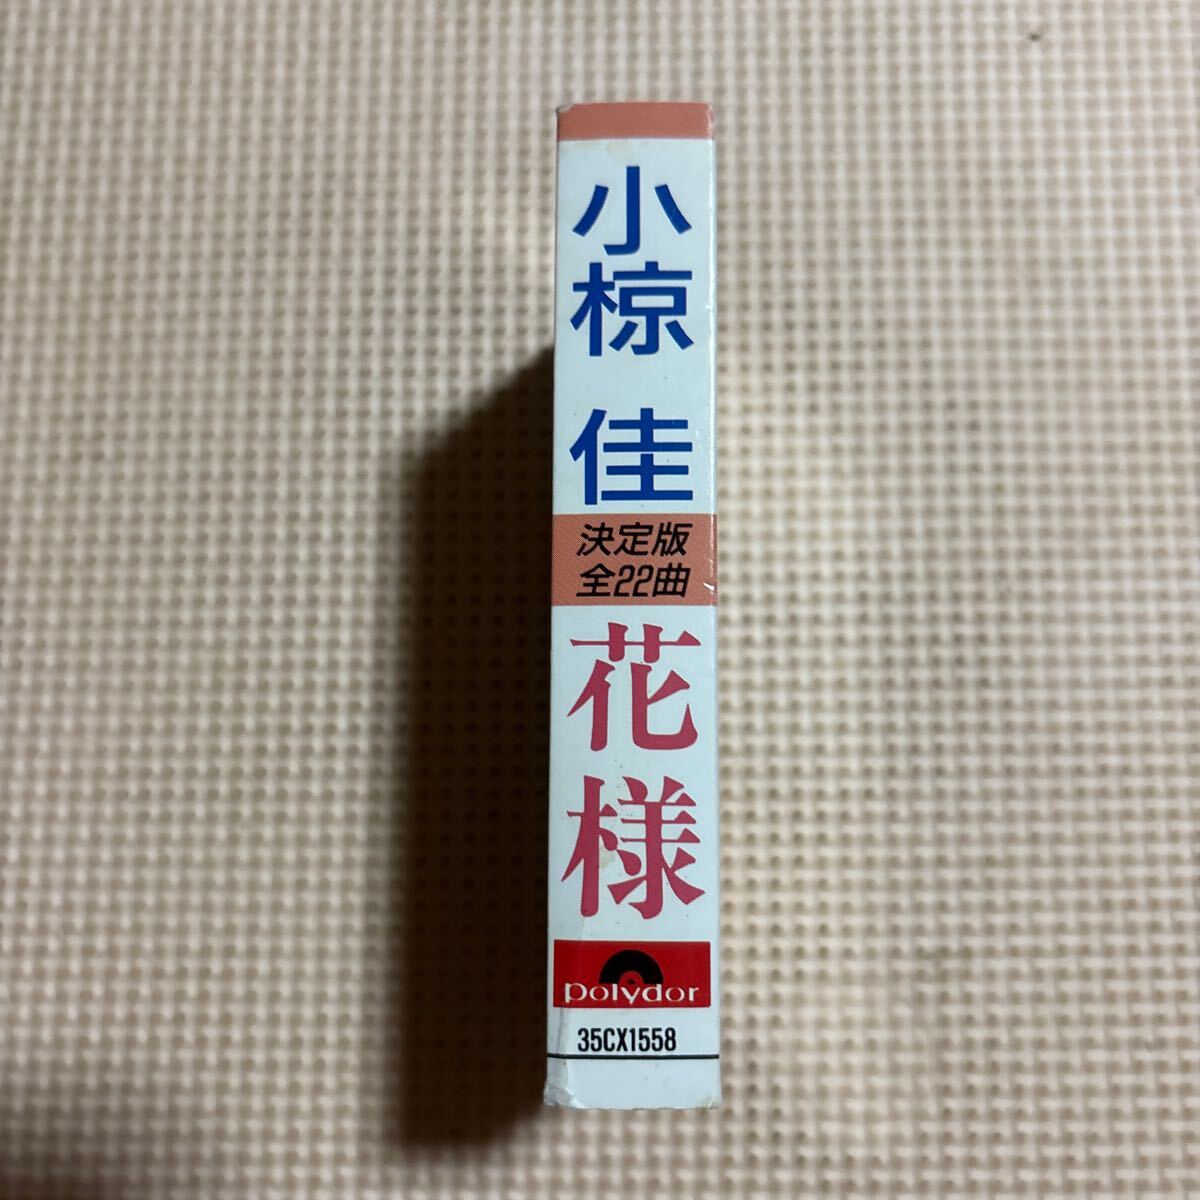 小椋佳
決定版
全22曲
花様
polydor
35CX1558